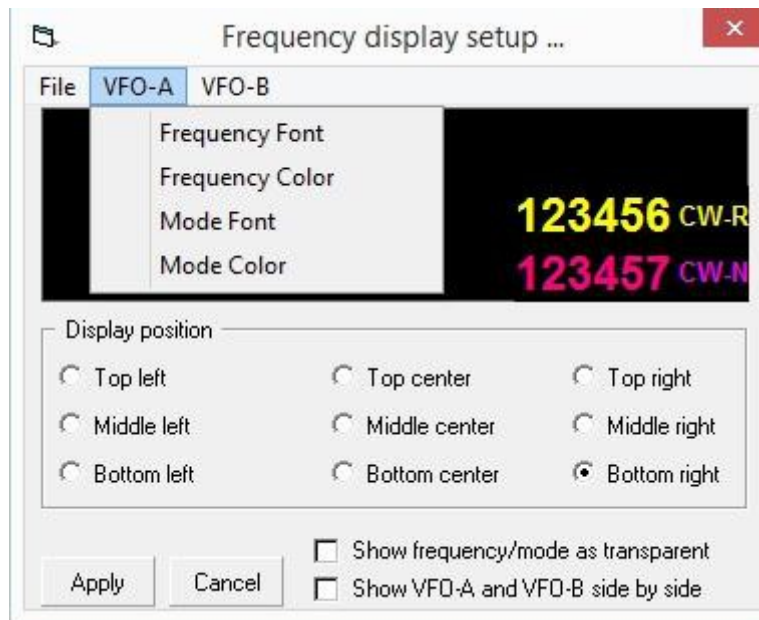 Frequency display setup ...
File VFO-A VFO-B
Frequency Font
Frequency Color
Mode Font
Mode Color
123456 CW-R
123457 CW-N
Display position
Top left Top center Top right
Middle left Middle center Middle right
Bottom left Bottom center Bottom right
Show frequency/mode as transparent
Apply Cancel Show VFO-A and VFO-B side by side